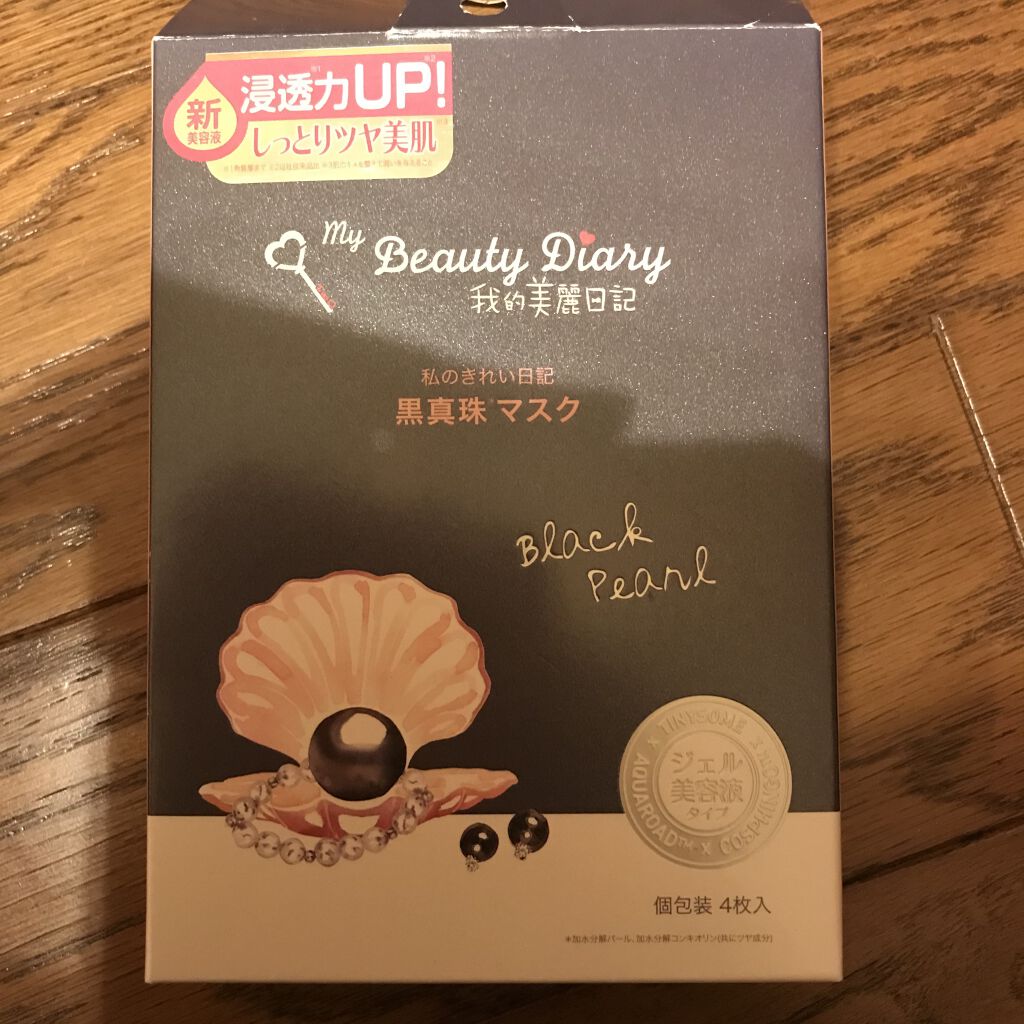 新
美容液
浸透力UP!
しっとりツヤ美肌
My Beauty Diary
我的美麗日記
私のきれい日記
黒真珠*マスク
Black
Pearl
TINYSOME
AQUAROAD™
ジェル
美容液
タイプ
個包装 4枚入
*加水分解パール、加水分解コンキオリン(共にツヤ成分)